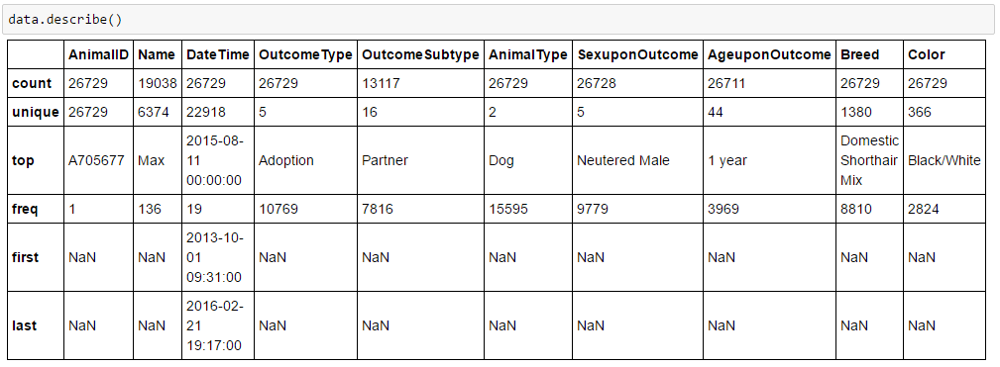 data.describe()
AnimalID Name DateTime OutcomeType OutcomeSubtype AnimalType SexuponOutcome AgeuponOutcome Breed Color
count 26729 19038 26729 26729 13117 26729 26728 26711 26729 26729
unique 26729 6374 22918 5 16 2 5 44 1380 366
top A705677 Max 2015-08-11 00:00:00 Adoption Partner Dog Neutered Male 1 year Domestic Shorthair Mix Black/White
freq 1 136 19 10769 7816 15595 9779 3969 8810 2824
first NaN NaN 2013-10-01 09:31:00 NaN NaN NaN NaN NaN NaN NaN
last NaN NaN 2016-02-21 19:17:00 NaN NaN NaN NaN NaN NaN NaN